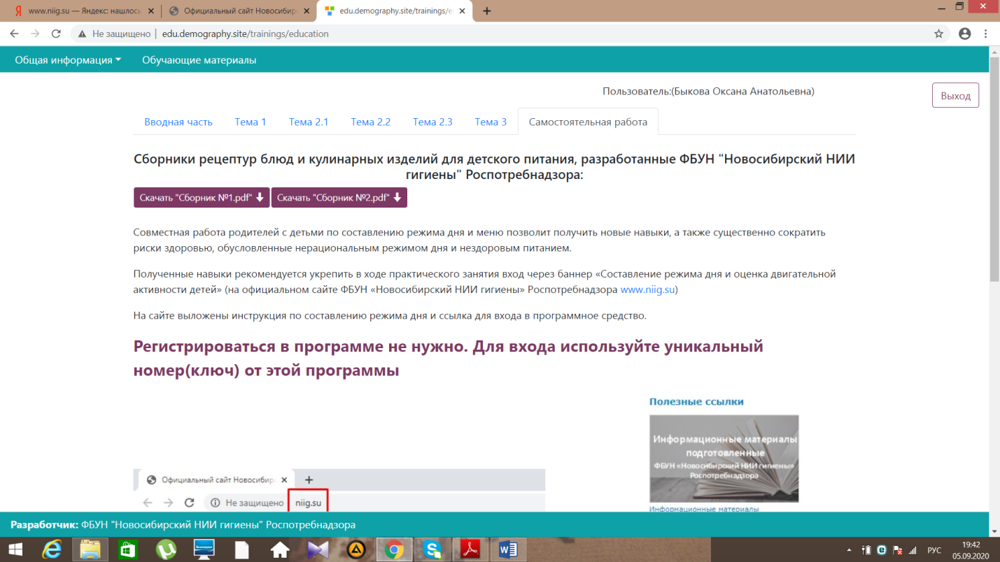 www.niig.su — Яндекс: нашлось
Официальный сайт Новосибир
edu.demography.site/trainings/e
Не защищено | edu.demography.site/trainings/education
Общая информация Обучающие материалы
Пользователь:(Быкова Оксана Анатольевна)
Выход
Вводная часть Тема 1 Тема 2.1 Тема 2.2 Тема 2.3 Тема 3 Самостоятельная работа
Сборники рецептур блюд и кулинарных изделий для детского питания, разработанные ФБУН "Новосибирский НИИ
гигиены" Роспотребнадзора:
Скачать "Сборник №1.pdf" Скачать "Сборник №2.pdf"
Совместная работа родителей с детьми по составлению режима дня и меню позволит получить новые навыки, а также существенно сократить
риски здоровью, обусловленные нерациональным режимом дня и нездоровым питанием.
Полученные навыки рекомендуется укрепить в ходе практического занятия вход через баннер «Составление режима дня и оценка двигательной
активности детей» (на официальном сайте ФБУН «Новосибирский НИИ гигиены» Роспотребнадзора www.niig.su)
На сайте выложены инструкция по составлению режима дня и ссылка для входа в программное средство.
Регистрироваться в программе не нужно. Для входа используйте уникальный
номер(ключ) от этой программы
Полезные ссылки
Информационные материалы
подготовленные
ФБУН «Новосибирский НИИ гигиены»
Роспотребнадзора
Информационные материалы
Официальный сайт Новосибир
Не защищено niig.su
Разработчик: ФБУН "Новосибирский НИИ гигиены" Роспотребнадзора
РУС
19:42
05.09.2020